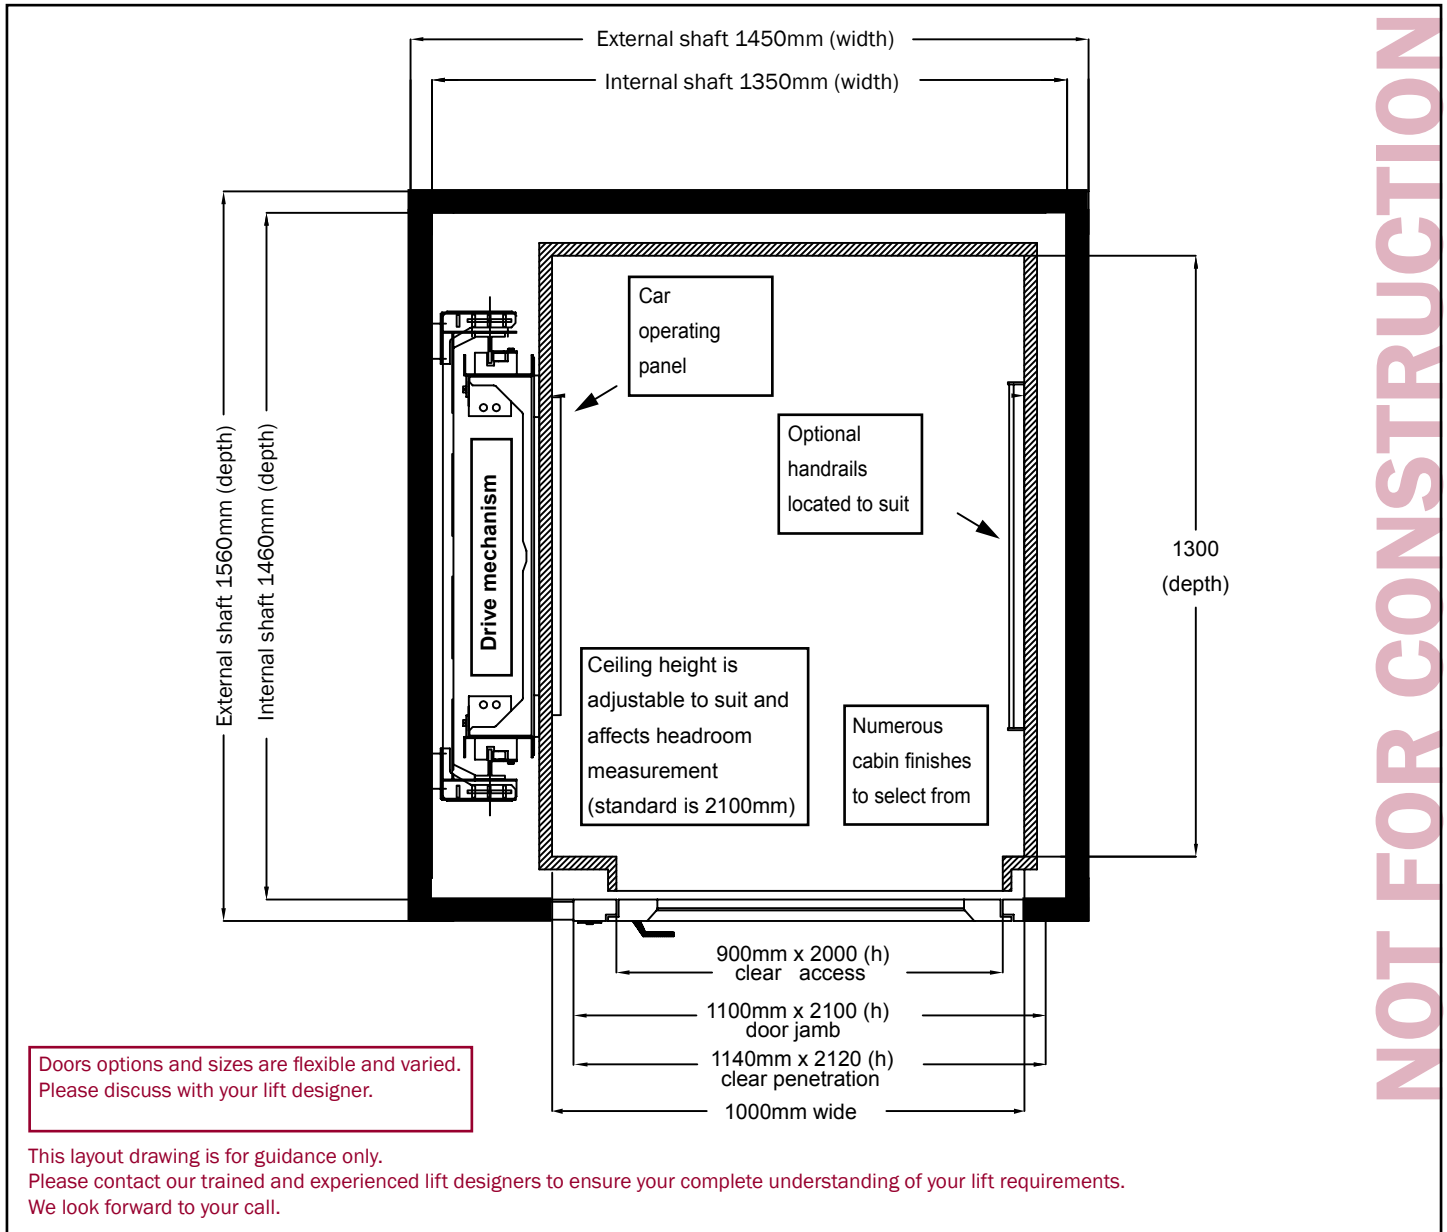 External shaft 1450mm (width)
Internal shaft 1350mm (width)
NOT FOR CONSTRUCTION
External shaft 1560mm (depth)
Internal shaft 1460mm (depth)
Car
operating
panel
Optional
handrails
located to suit
Drive mechanism
1300
(depth)
Ceiling height is
adjustable to suit and
affects headroom
measurement
(standard is 2100mm)
Numerous
cabin finishes
to select from
900mm x 2000 (h)
clear access
1100mm x 2100 (h)
door jamb
1140mm x 2120 (h)
clear penetration
1000mm wide
Doors options and sizes are flexible and varied.
Please discuss with your lift designer.
This layout drawing is for guidance only.
Please contact our trained and experienced lift designers to ensure your complete understanding of your lift requirements.
We look forward to your call.